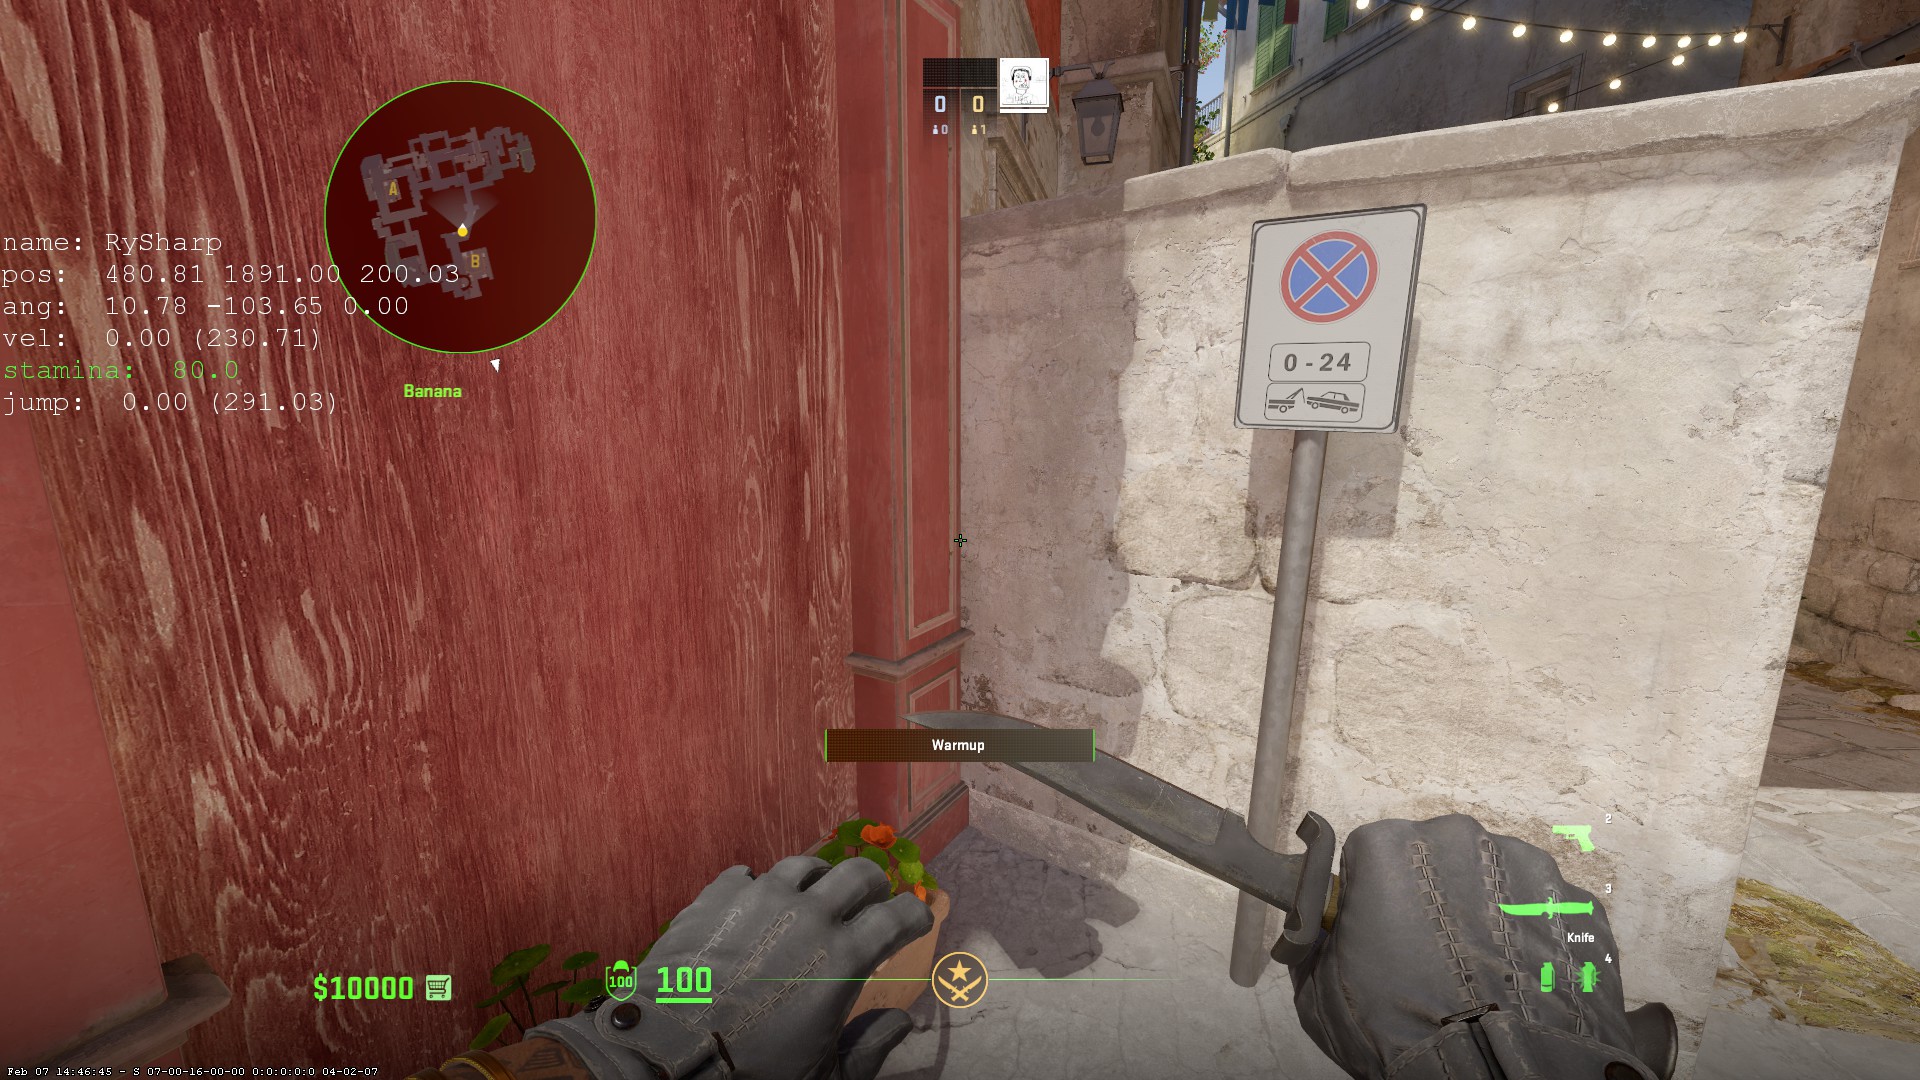 0 0
0 1
A
B
name: RySharp
pos: 480.81 1891.00 200.03
ang: 10.78 -103.65 0.00
vel: 0.00 (230.71)
stamina: 80.0
jump: 0.00 (291.03)
Banana
0-24
Warmup
2
3
Knife
4
$10000
100
100
Feb 07 14:46:45 - S 07-00-16-00-00 0:0:0:0:0 04-02-07